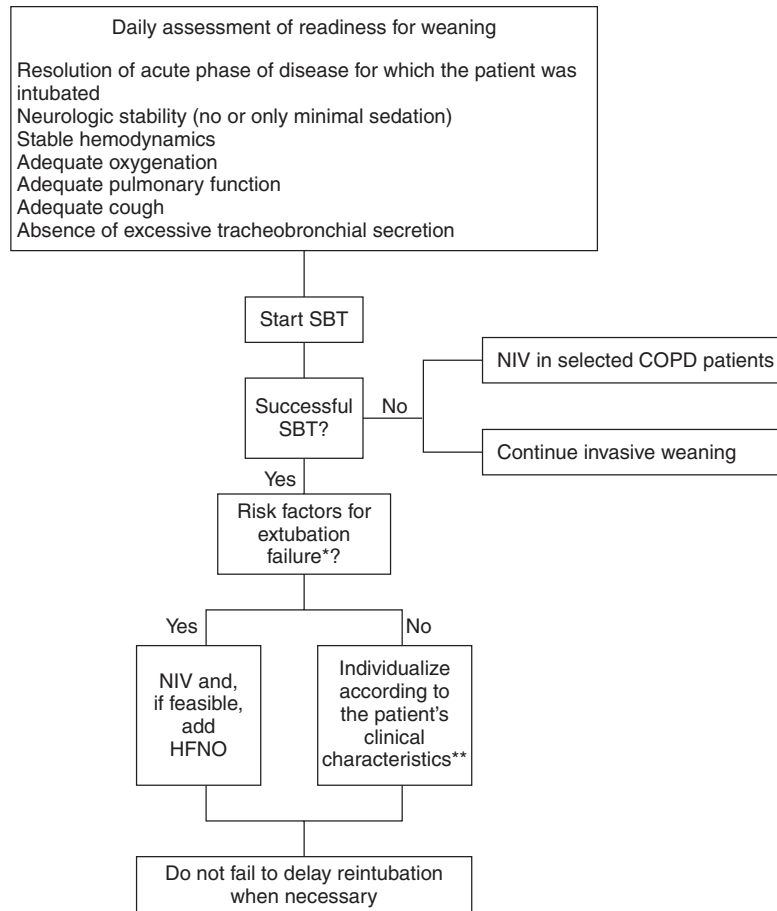 Daily assessment of readiness for weaning
Resolution of acute phase of disease for which the patient was
intubated
Neurologic stability (no or only minimal sedation)
Stable hemodynamics
Adequate oxygenation
Adequate pulmonary function
Adequate cough
Absence of excessive tracheobronchial secretion
Start SBT
Successful
SBT?
No
NIV in selected COPD patients
Continue invasive weaning
Yes
Risk factors for
extubation
failure*?
Yes
No
NIV and,
if feasible,
add
HFNO
Individualize
according to
the patient's
clinical
characteristics**
Do not fail to delay reintubation
when necessary